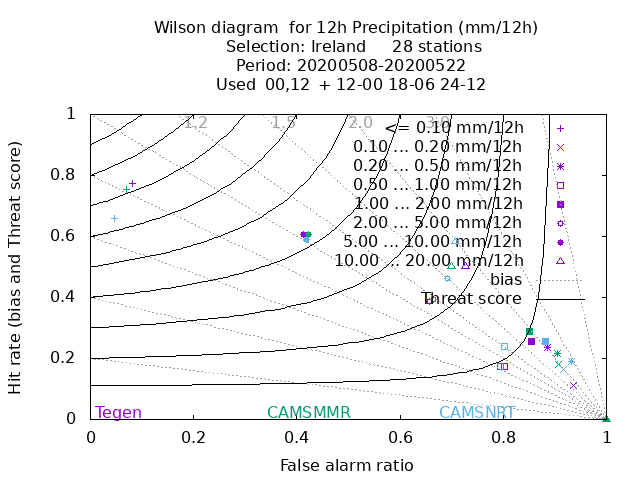 Wilson diagram  for 12h Precipitation (mm/12h)
Selection: Ireland     28 stations
Period: 20200508-20200522
Used  00,12  + 12-00 18-06 24-12
1.2 1.5 2.0 3.0
<= 0.10 mm/12h
0.10 ... 0.20 mm/12h
0.20 ... 0.50 mm/12h
0.50 ... 1.00 mm/12h
1.00 ... 2.00 mm/12h
2.00 ... 5.00 mm/12h
5.00 ... 10.00 mm/12h
10.00 ... 20.00 mm/12h
bias
Threat score
Hit rate (bias and Threat score)
1
0.8
0.6
0.4
0.2
0
Tegen CAMSMMR CAMSNRT
0 0.2 0.4 0.6 0.8 1
False alarm ratio